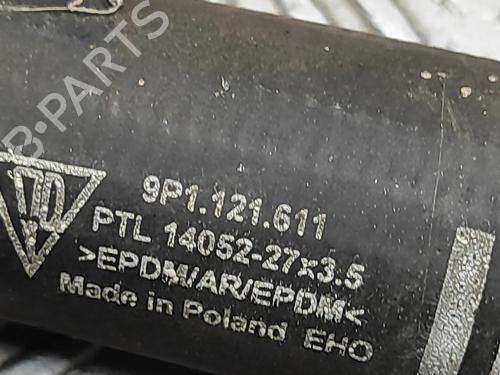 B-PARTS
9P1.121.611
PTL 14052-27x3.5
>EPDM/AR/EPDM<
Made in Poland EHO